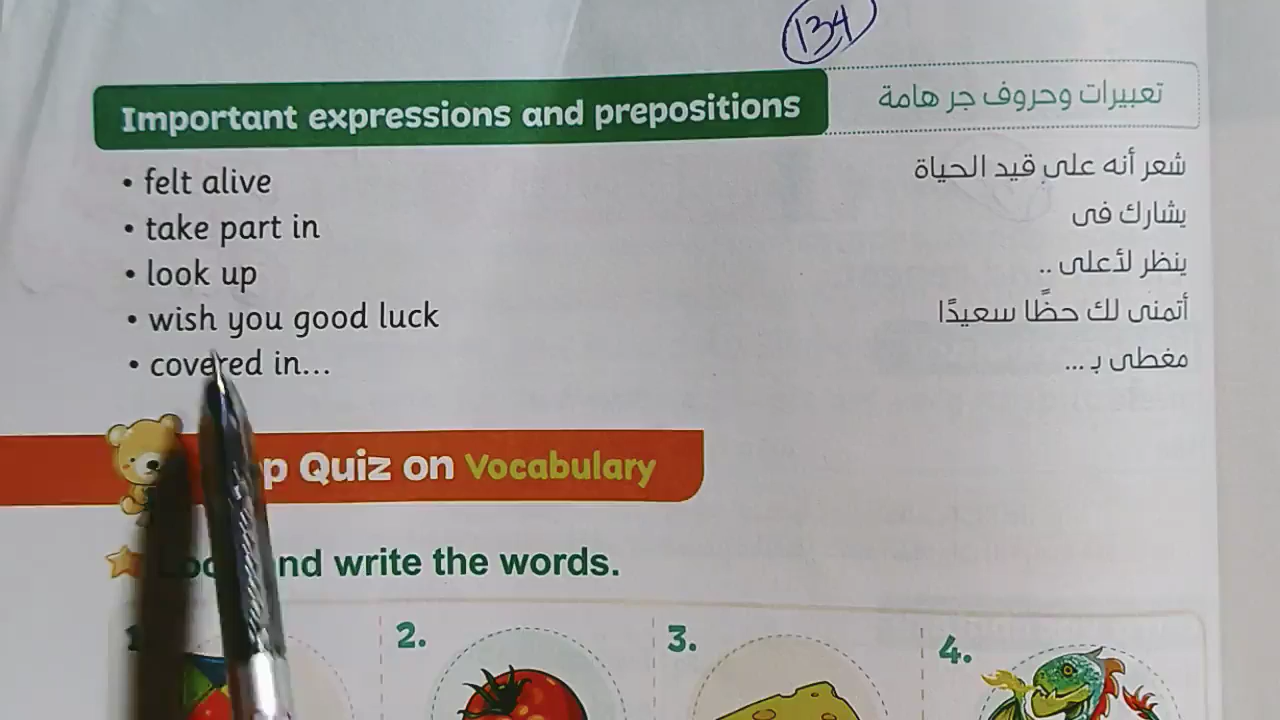 134
Important expressions and prepositions
تعبيرات وحروف جر هامة
• felt alive
شعر أنه على قيد الحياة
• take part in
يشارك فى
• look up
ينظر لأعلى ..
• wish you good luck
أتمنى لك حظًا سعيدًا
• covered in...
مغطى بـ ...
p Quiz on Vocabulary
nd write the words.
2.
3.
4.